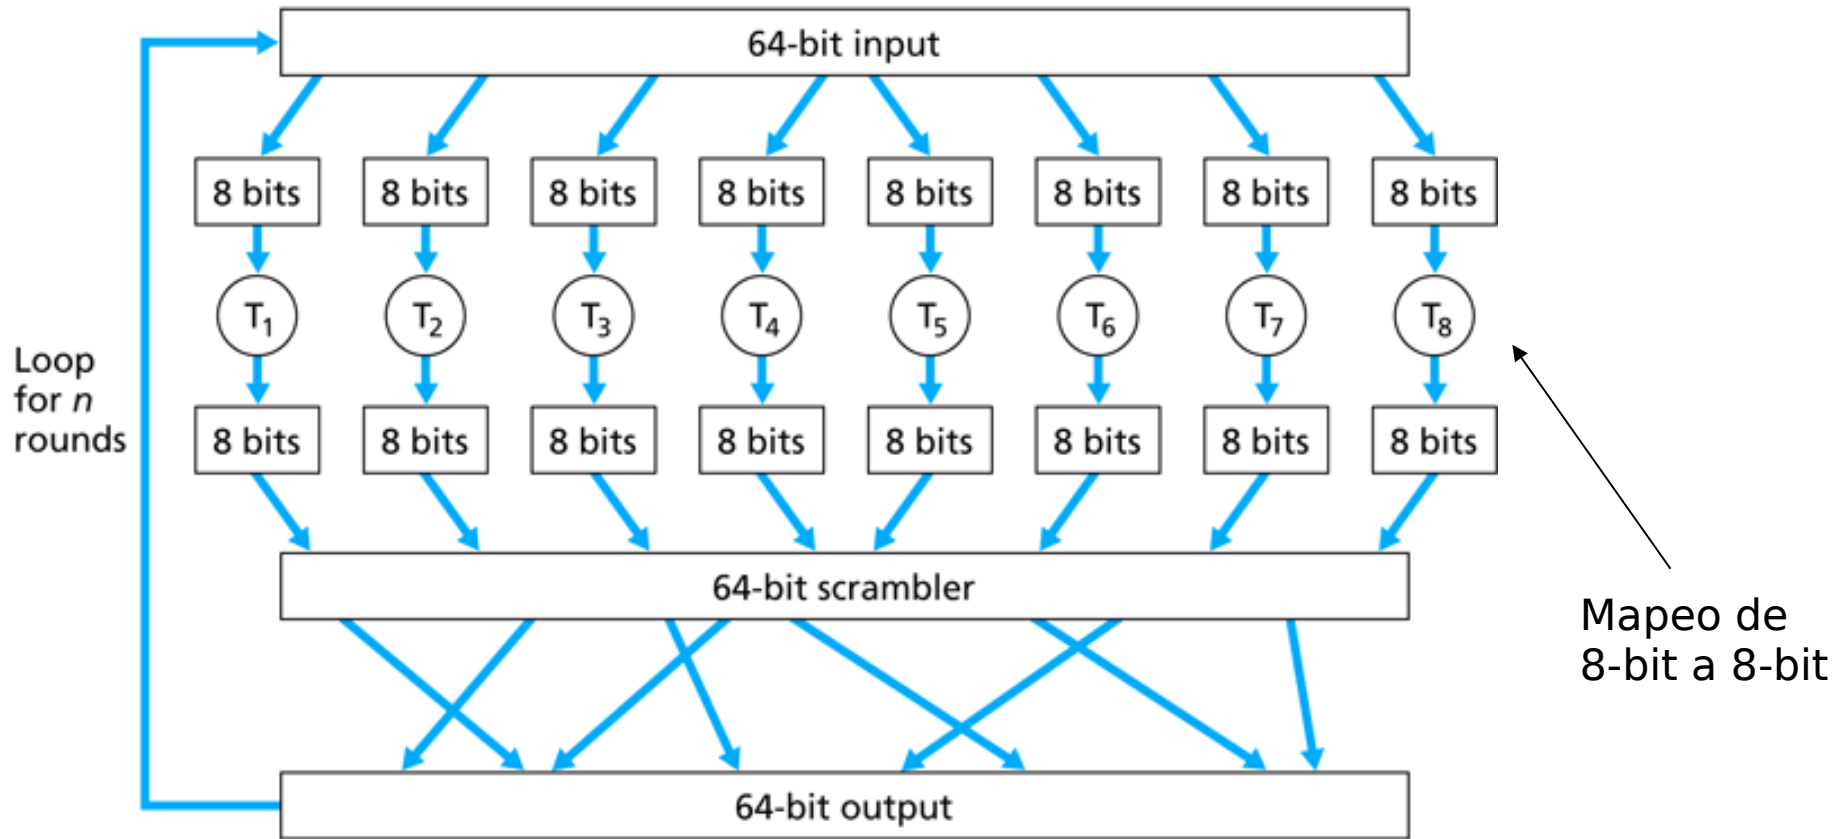 64-bit input
8 bits 8 bits 8 bits 8 bits 8 bits 8 bits 8 bits 8 bits
T1 T2 T3 T4 T5 T6 T7 T8
Loop
for n
rounds
8 bits 8 bits 8 bits 8 bits 8 bits 8 bits 8 bits 8 bits
64-bit scrambler
Mapeo de
8-bit a 8-bit
64-bit output